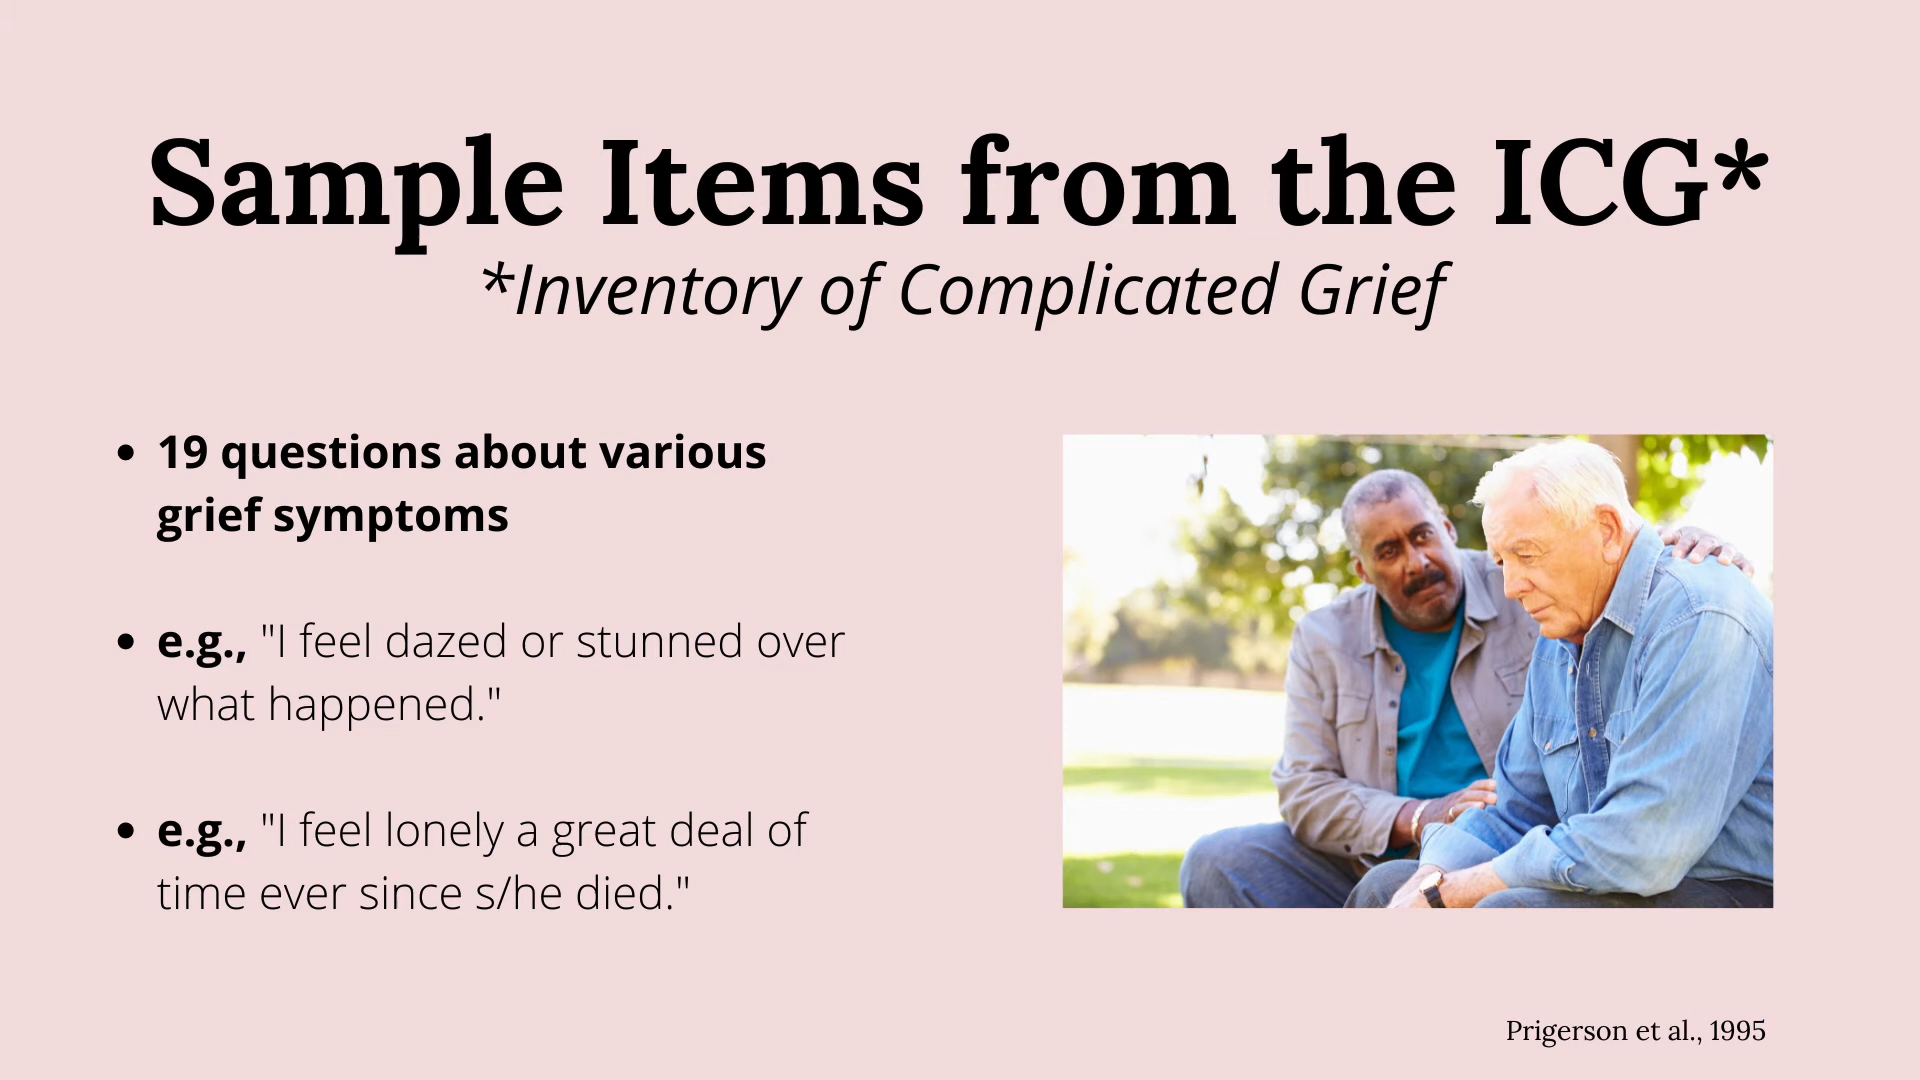 Sample Items from the ICG*
*Inventory of Complicated Grief
• 19 questions about various
grief symptoms
• e.g., "I feel dazed or stunned over
what happened."
• e.g., "I feel lonely a great deal of
time ever since s/he died."
Prigerson et al., 1995